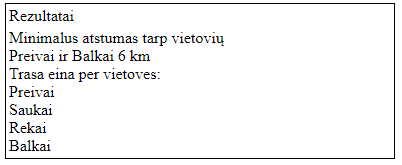 Rezultatai
Minimalus atstumas tarp vietovių
Preivai ir Balkai 6 km
Trasa eina per vietoves:
Preivai
Saukai
Rekai
Balkai